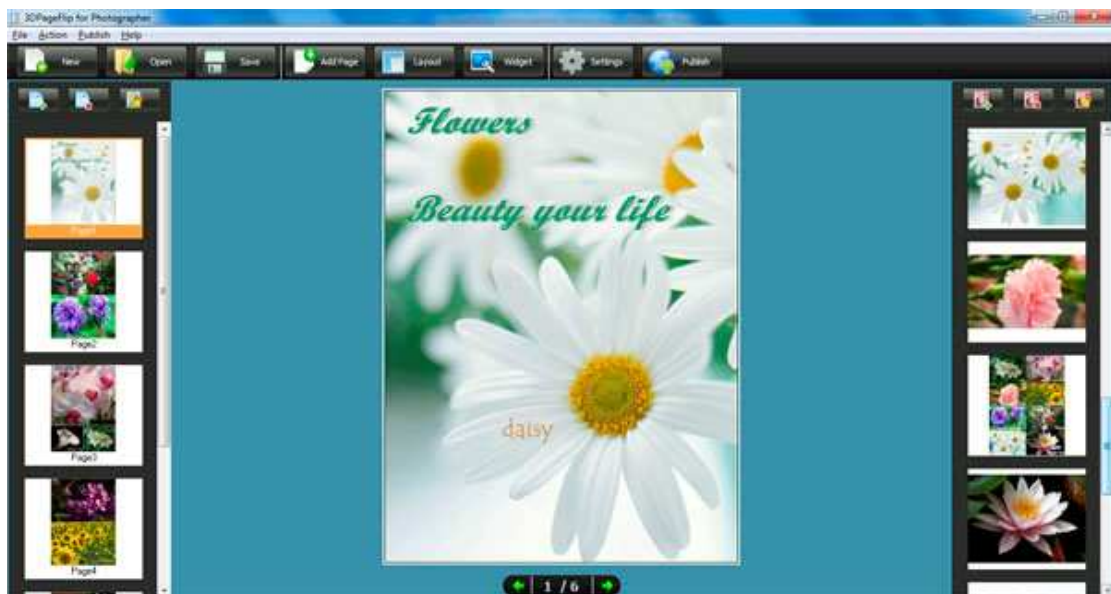 3DPageFlip for Photographer
File Action Publish Help
New Open Save Add Page Layout Widget Settings Publish
Flowers
Beauty your life
daisy
Page1
Page2
Page3
Page4
1 / 6